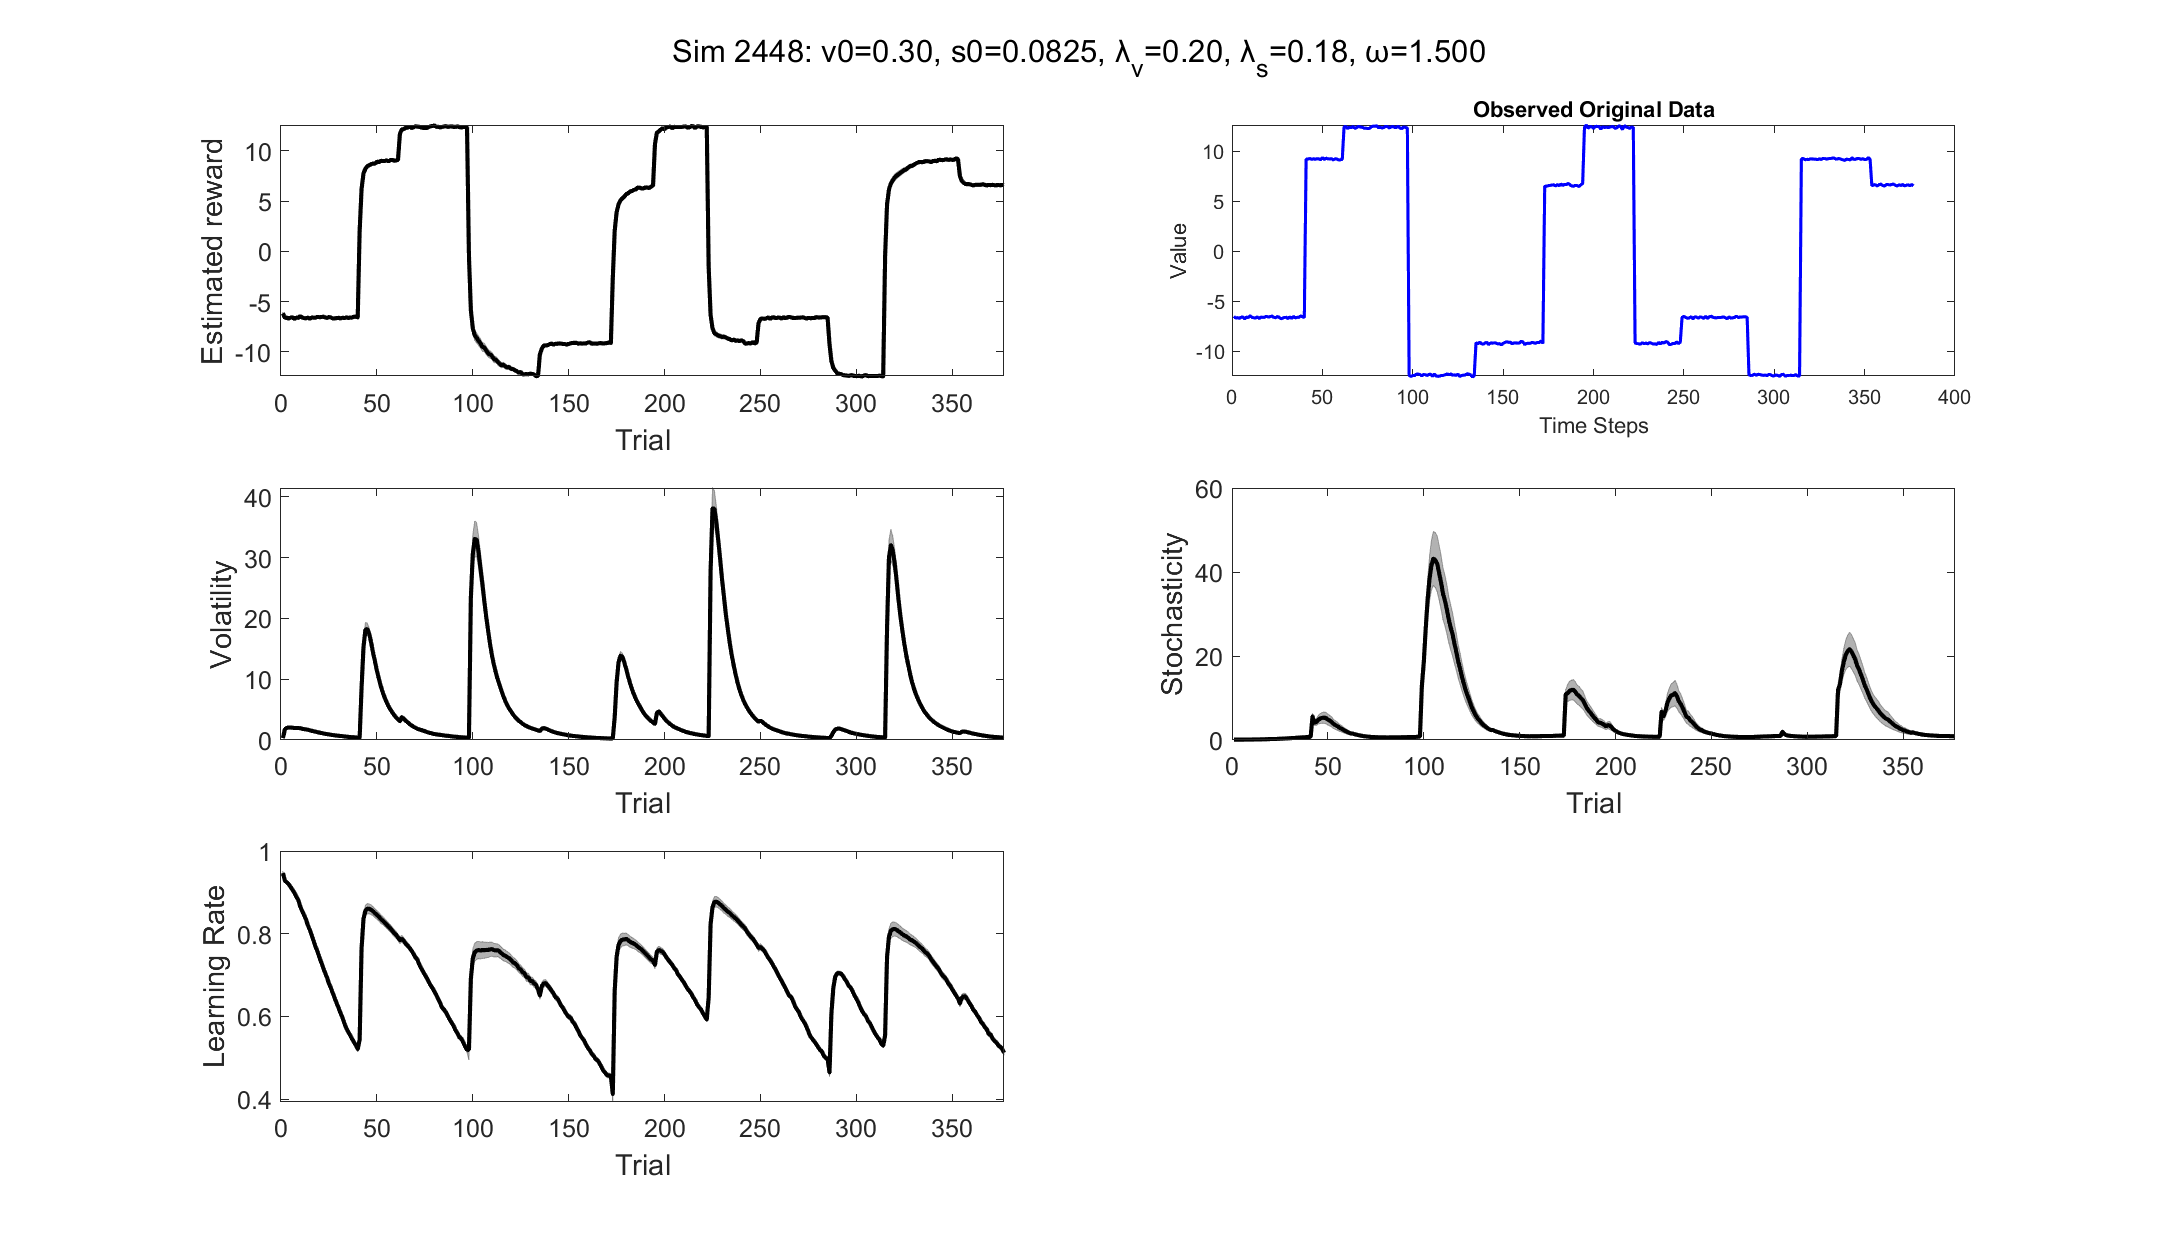 Sim 2448: v0=0.30, s0=0.0825, λv=0.20, λs=0.18, ω=1.500
Estimated reward
10
5
0
-5
-10
0 50 100 150 200 250 300 350
Trial
Observed Original Data
Value
10
5
0
-5
-10
0 50 100 150 200 250 300 350 400
Time Steps
Volatility
40
30
20
10
0
0 50 100 150 200 250 300 350
Trial
Stochasticity
60
40
20
0
0 50 100 150 200 250 300 350
Trial
Learning Rate
1
0.8
0.6
0.4
0 50 100 150 200 250 300 350
Trial